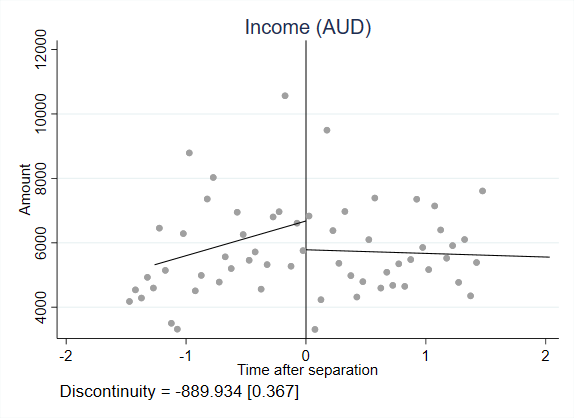 Income (AUD)
12000
10000
8000
6000
4000
Amount
-2 -1 0 1 2
Time after separation
Discontinuity = -889.934 [0.367]